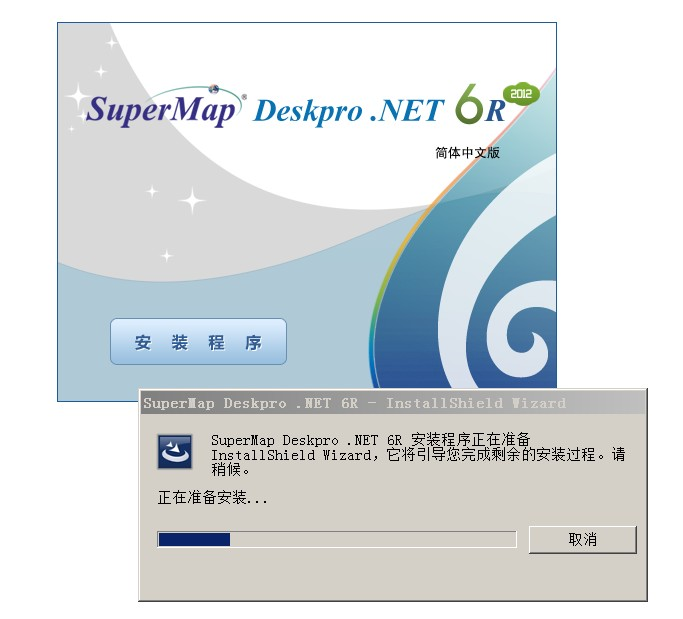 SuperMap® Deskpro .NET 6R 2012
简体中文版
安装程序
SuperMap Deskpro .NET 6R - InstallShield Wizard
SuperMap Deskpro .NET 6R 安装程序正在准备
InstallShield Wizard，它将引导您完成剩余的安装过程。请
稍候。
正在准备安装...
取消